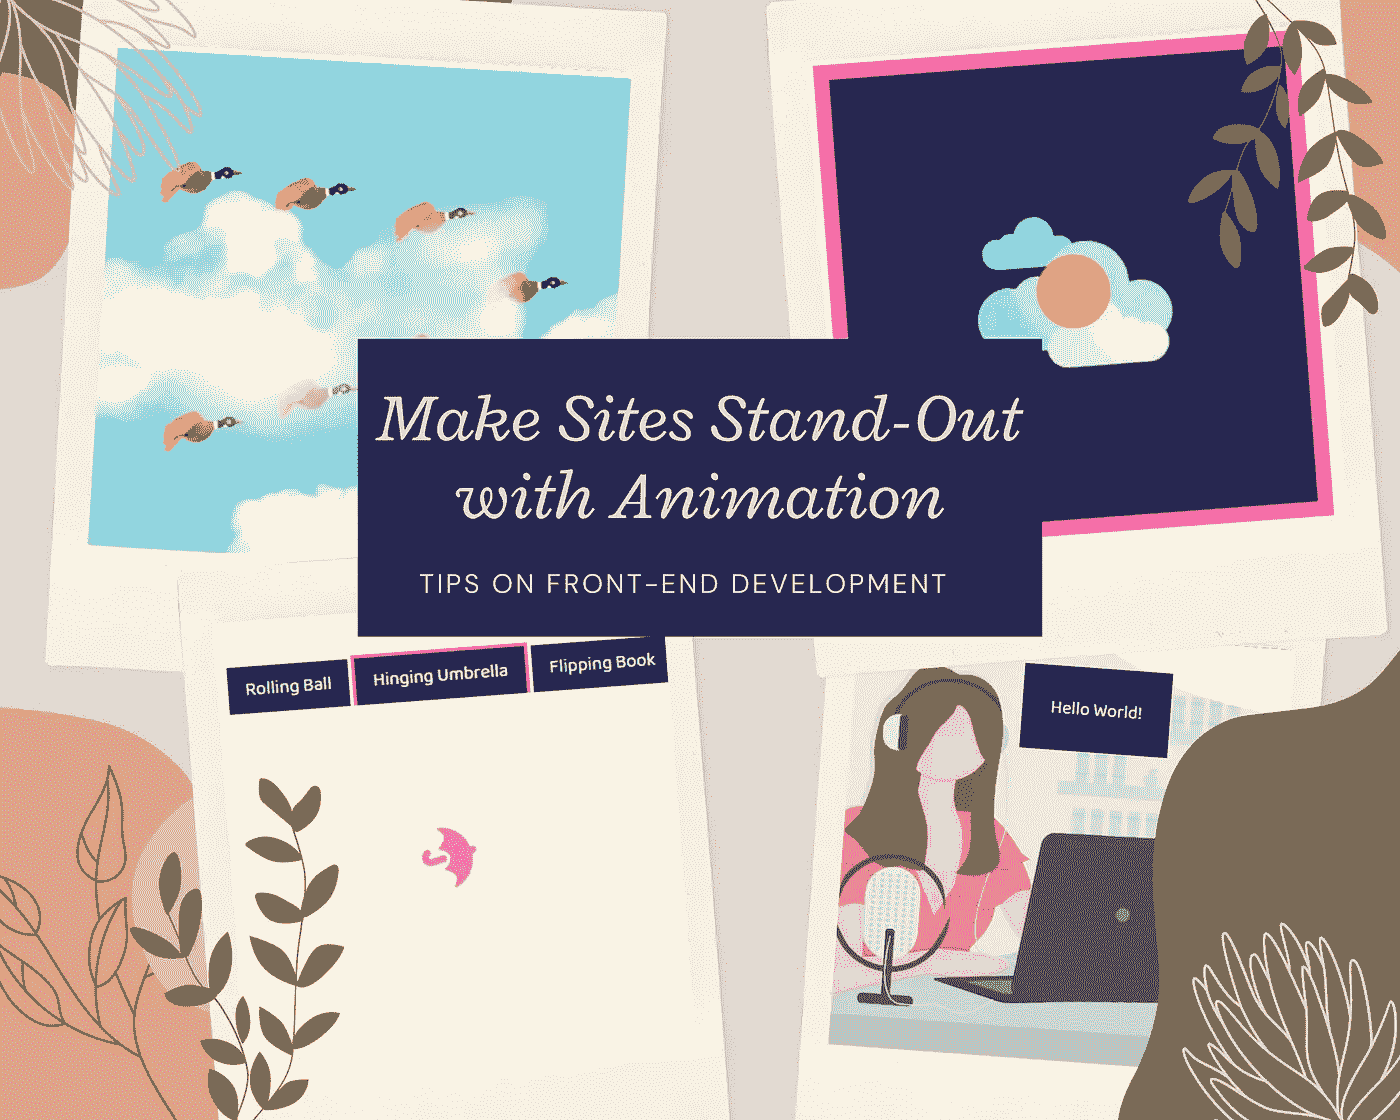 Make Sites Stand-Out
with Animation
TIPS ON FRONT-END DEVELOPMENT
Rolling Ball
Hinging Umbrella
Flipping Book
Hello World!